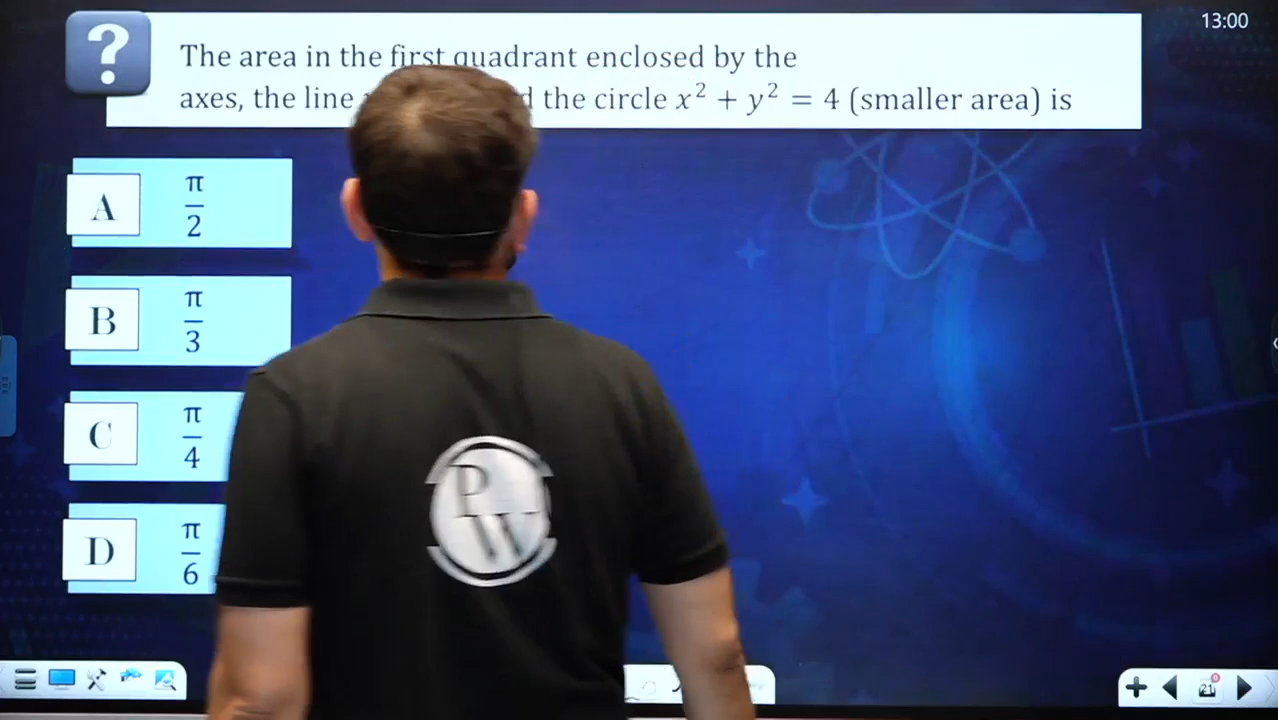 13:00
?
The area in the first quadrant enclosed by the
axes, the line d the circle x² + y² = 4 (smaller area) is
A π/2
B π/3
C π/4
D π/6
P
W
21